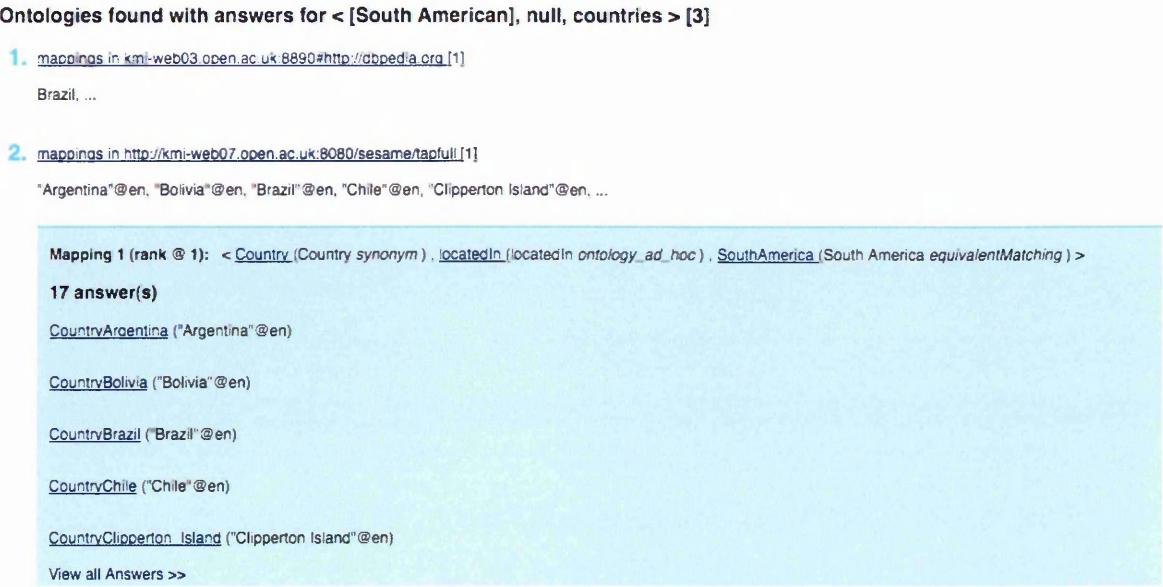 Ontologies found with answers for < [South American], null, countries > [3]
1. mappings in kmi-web03.open.ac.uk:8890#http://dbpedia.org [1]
Brazil, ...
2. mappings in http://kmi-web07.open.ac.uk:8080/sesame/tapfull [1]
"Argentina"@en, "Bolivia"@en, "Brazil"@en, "Chile"@en, "Clipperton Island"@en, ...
Mapping 1 (rank @ 1): < Country (Country synonym) , locatedIn (locatedIn ontology_ad_hoc) , SouthAmerica (South America equivalentMatching) >
17 answer(s)
CountryArgentina ("Argentina"@en)
CountryBolivia ("Bolivia"@en)
CountryBrazil ("Brazil"@en)
CountryChile ("Chile"@en)
CountryClipperton_Island ("Clipperton Island"@en)
View all Answers >>